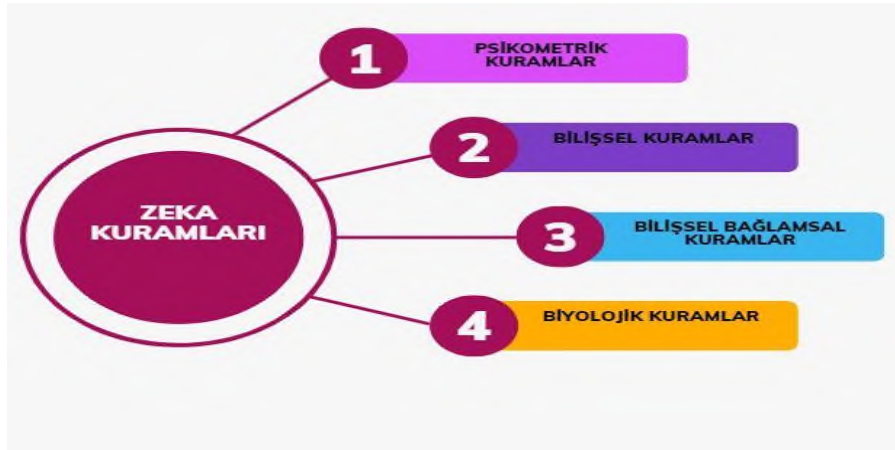 1
PSİKOMETRİK
KURAMLAR
2
BİLİŞSEL KURAMLAR
ZEKA
KURAMLARI
3
BİLİŞSEL BAĞLAMSAL
KURAMLAR
4
BİYOLOJİK KURAMLAR